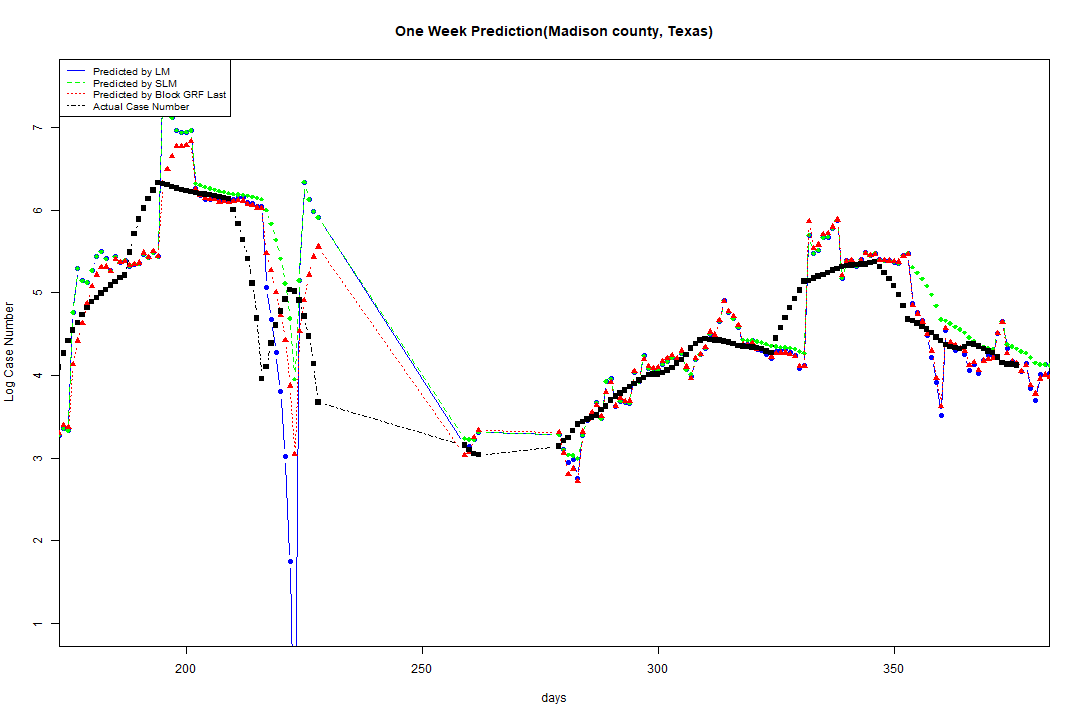 One Week Prediction(Madison county, Texas)
Predicted by LM
Predicted by SLM
Predicted by Block GRF Last
Actual Case Number
Log Case Number
7
6
5
4
3
2
1
200 250 300 350
days